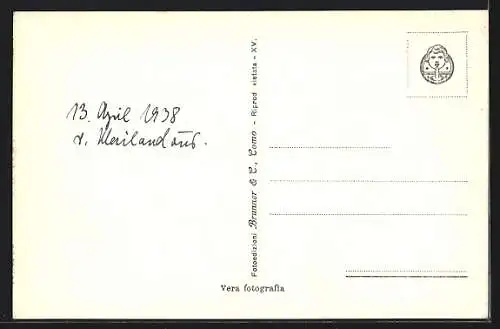 13. April 1938
v. Mailand aus.
Fotoedizioni Brunner & C., Como - Riprod. vietata - XV.
Vera fotografia